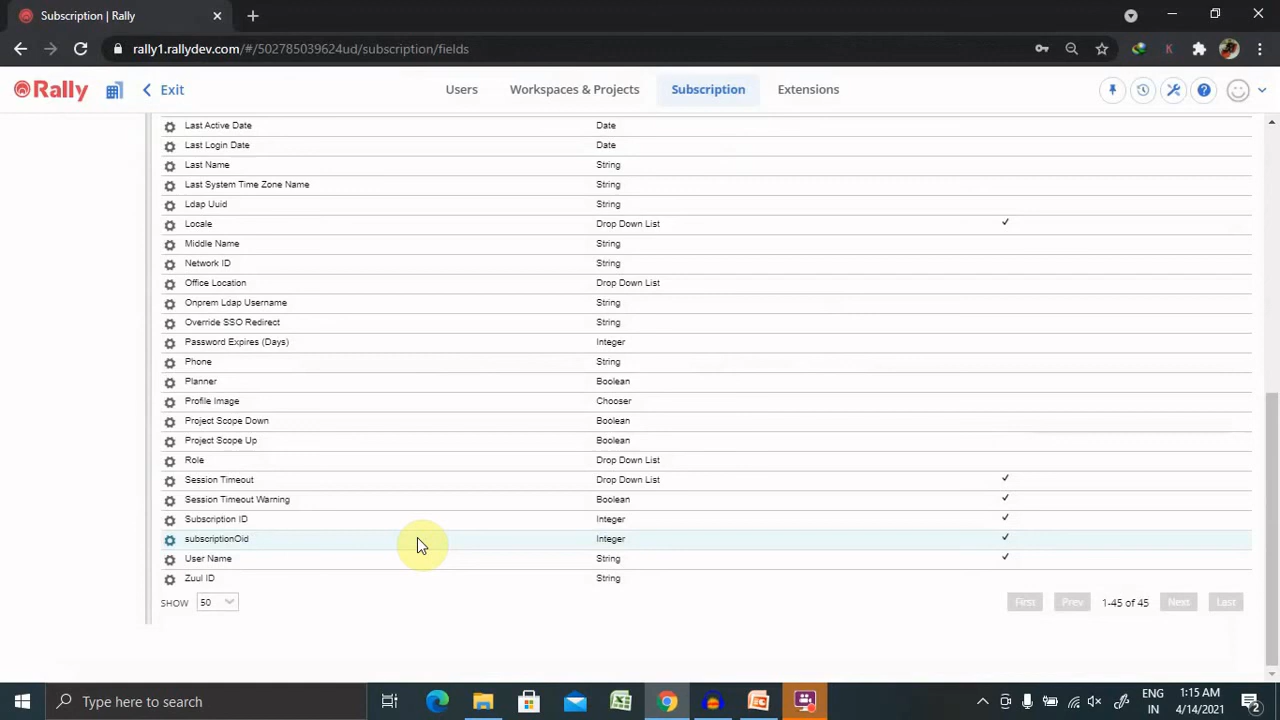 Subscription | Rally
rally1.rallydev.com/#/502785039624ud/subscription/fields
K
Rally
Exit
Users
Workspaces & Projects
Subscription
Extensions
Last Active Date Date
Last Login Date Date
Last Name String
Last System Time Zone Name String
Ldap Uuid String
Locale Drop Down List ✓
Middle Name String
Network ID String
Office Location Drop Down List
Onprem Ldap Username String
Override SSO Redirect String
Password Expires (Days) Integer
Phone String
Planner Boolean
Profile Image Chooser
Project Scope Down Boolean
Project Scope Up Boolean
Role Drop Down List
Session Timeout Drop Down List ✓
Session Timeout Warning Boolean ✓
Subscription ID Integer ✓
subscriptionOid Integer ✓
User Name String ✓
Zuul ID String
SHOW 50 First Prev 1-45 of 45 Next Last
Type here to search
ENG
IN
1:15 AM
4/14/2021
2